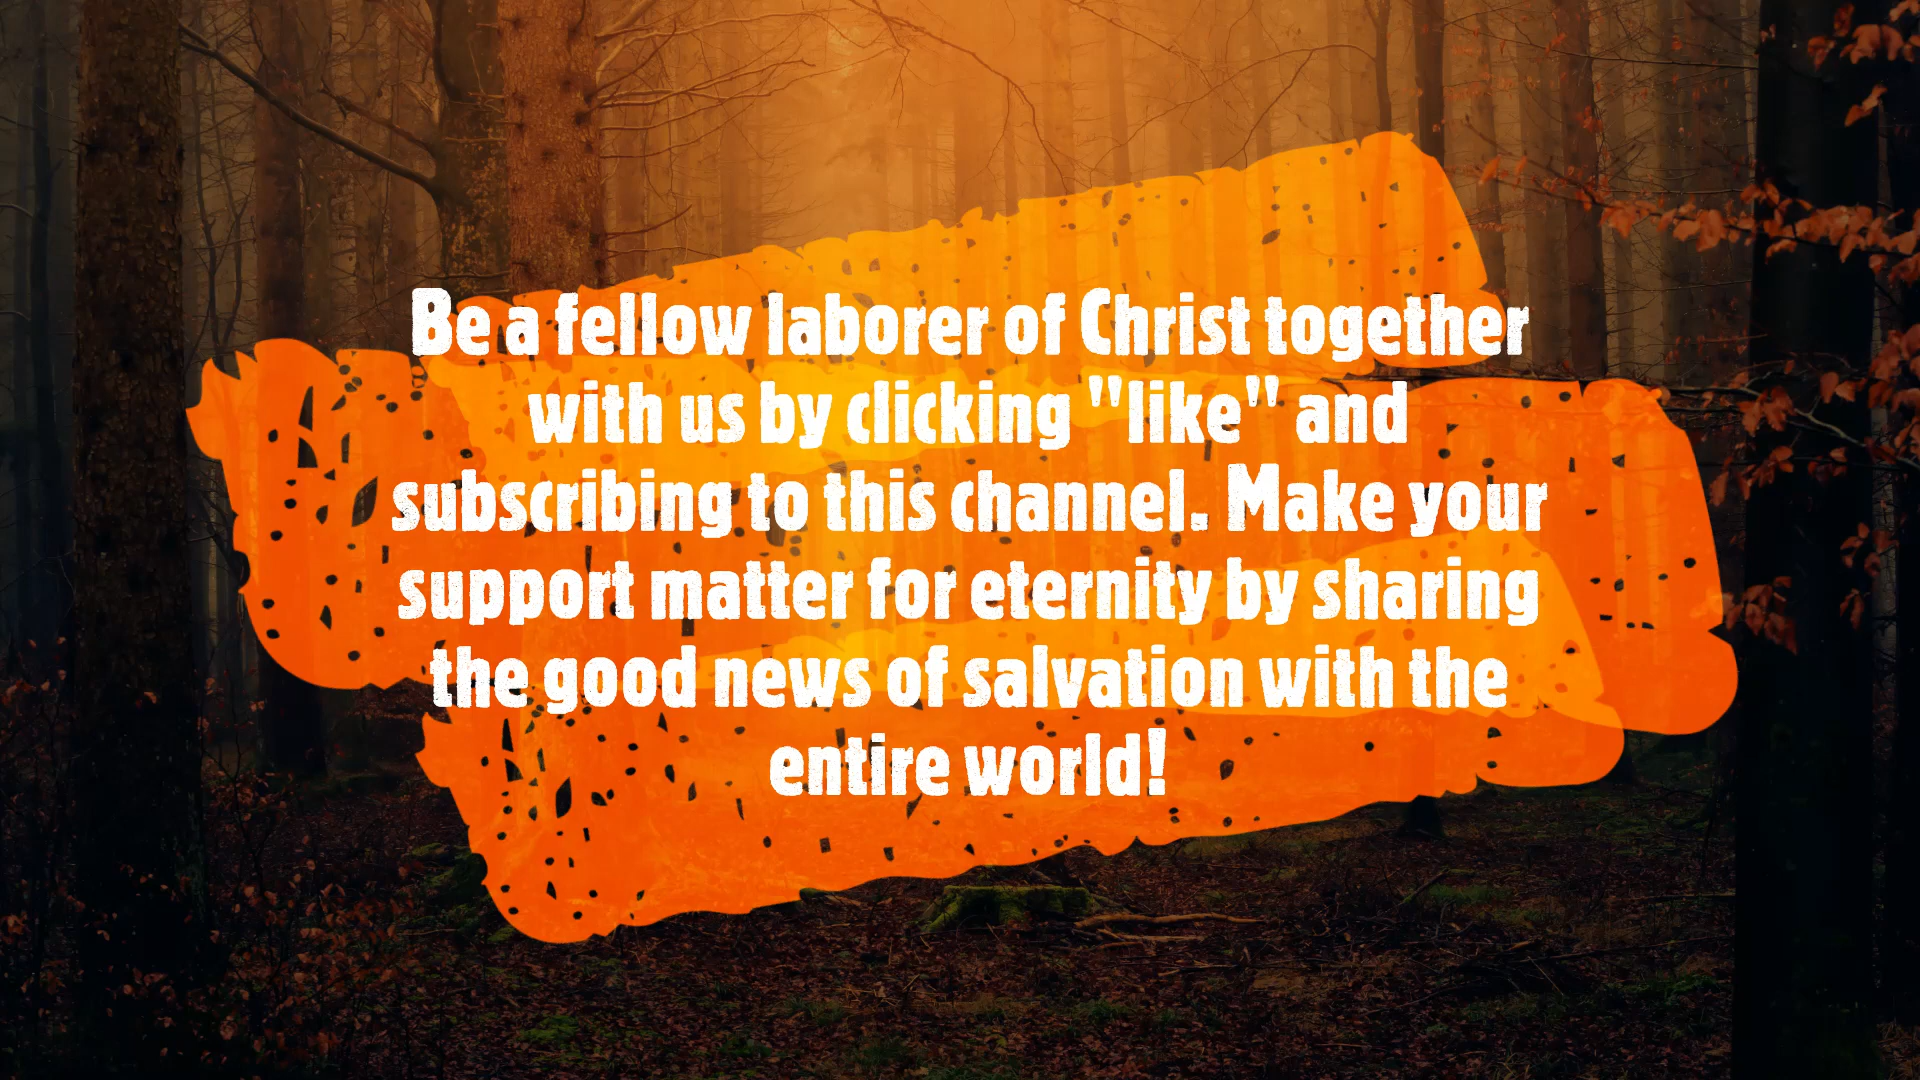 Be a fellow laborer of Christ together
with us by clicking "like" and
subscribing to this channel. Make your
support matter for eternity by sharing
the good news of salvation with the
entire world!